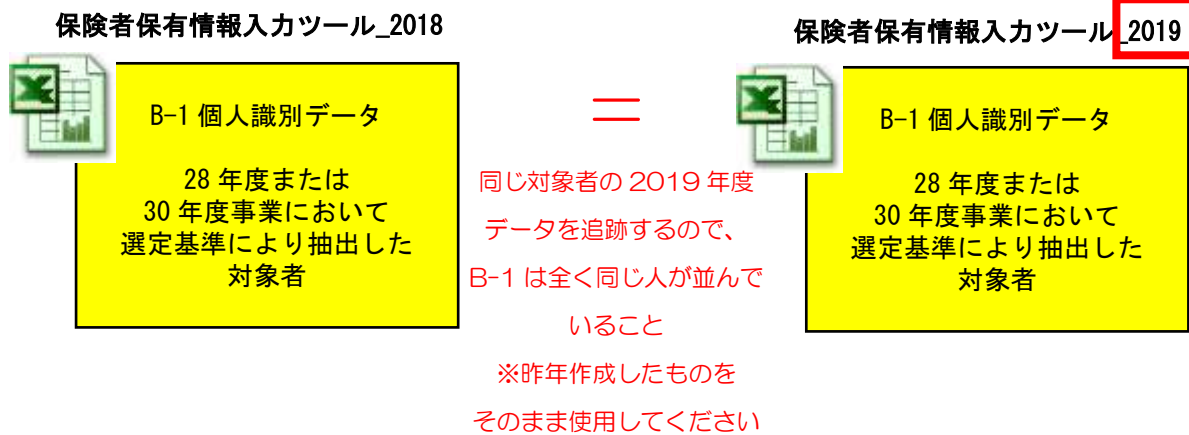 保険者保有情報入力ツール_2018
B-1 個人識別データ
28 年度または
30 年度事業において
選定基準により抽出した
対象者
＝
同じ対象者の 2019 年度
データを追跡するので、
B-1 は全く同じ人が並んで
いること
※昨年作成したものを
そのまま使用してください
保険者保有情報入力ツール_2019
B-1 個人識別データ
28 年度または
30 年度事業において
選定基準により抽出した
対象者